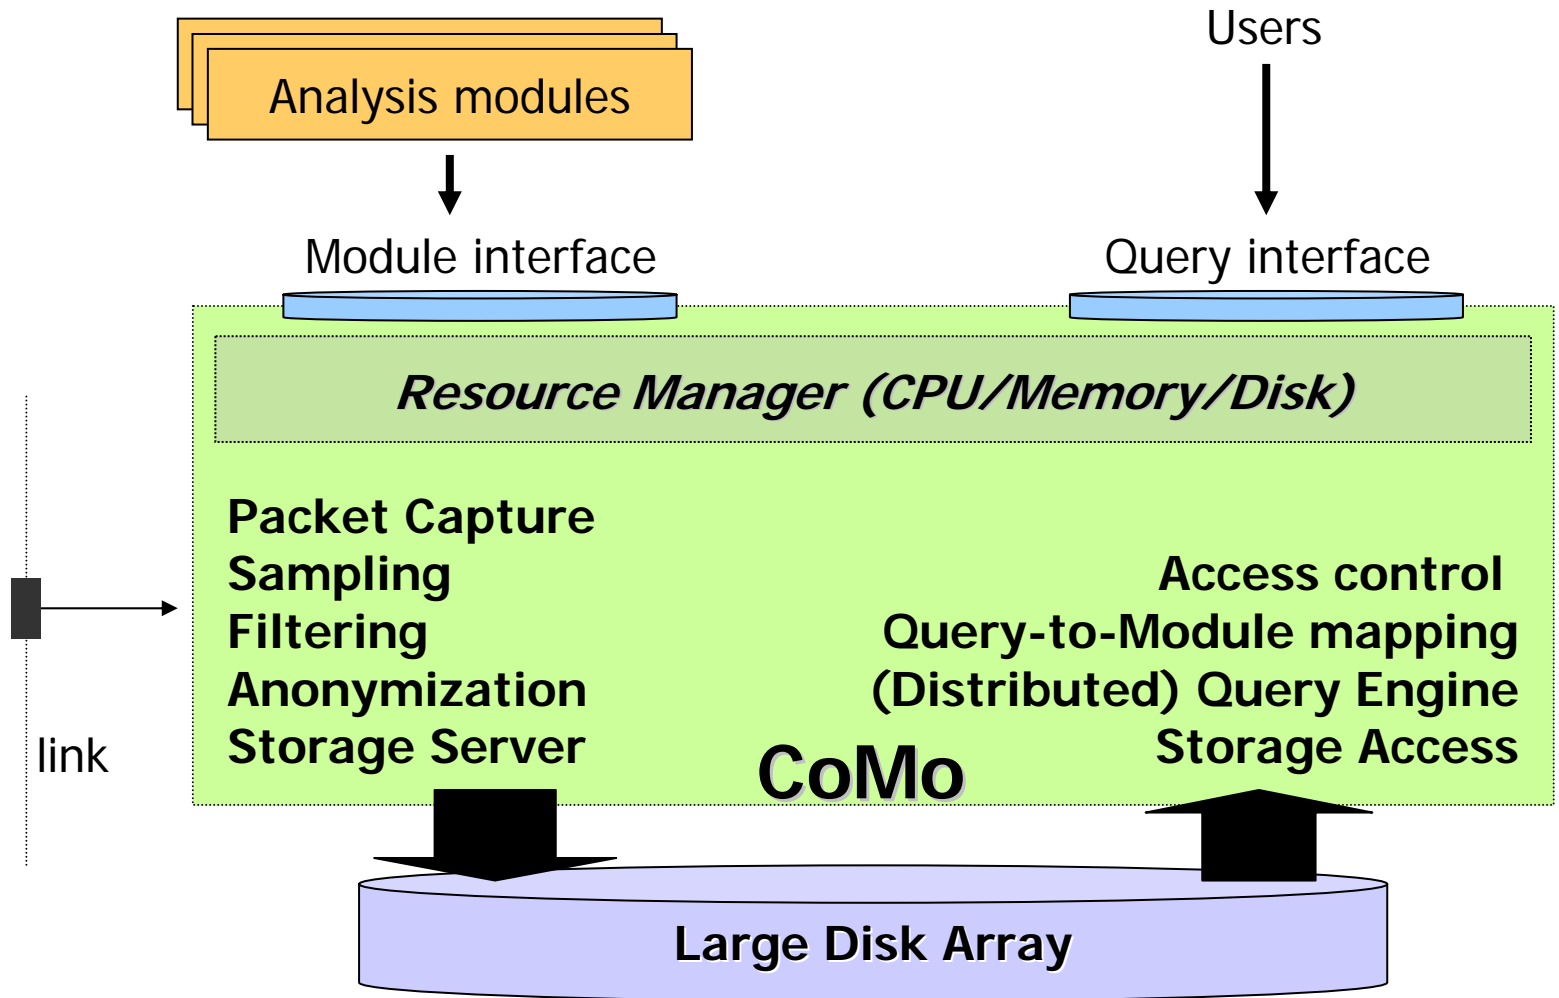 Users
Analysis modules
Module interface
Query interface
Resource Manager (CPU/Memory/Disk)
Packet Capture
Sampling
Filtering
Anonymization
Storage Server
Access control
Query-to-Module mapping
(Distributed) Query Engine
Storage Access
link
CoMo
Large Disk Array